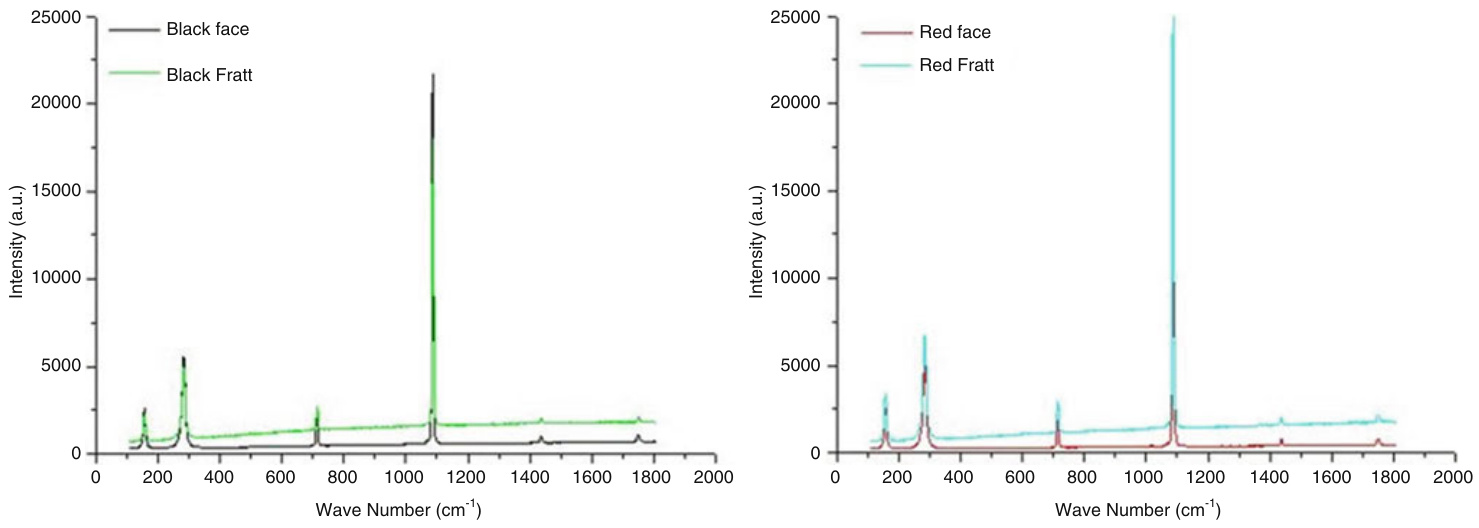 25000
20000
15000
10000
5000
0
Intensity (a.u.)
Black face
Black Fratt
0 200 400 600 800 1000 1200 1400 1600 1800 2000
Wave Number (cm-1)
25000
20000
15000
10000
5000
0
Intensity (a.u.)
Red face
Red Fratt
0 200 400 600 800 1000 1200 1400 1600 1800 2000
Wave Number (cm-1)